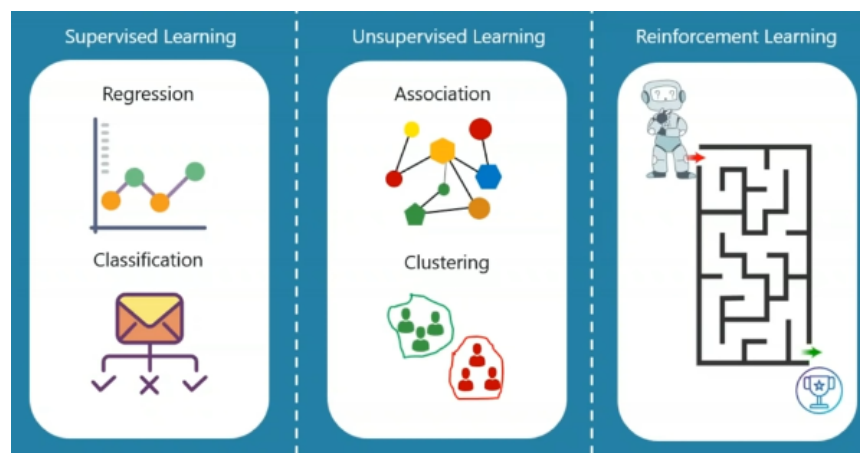 Supervised Learning
Regression
Classification
Unsupervised Learning
Association
Clustering
Reinforcement Learning